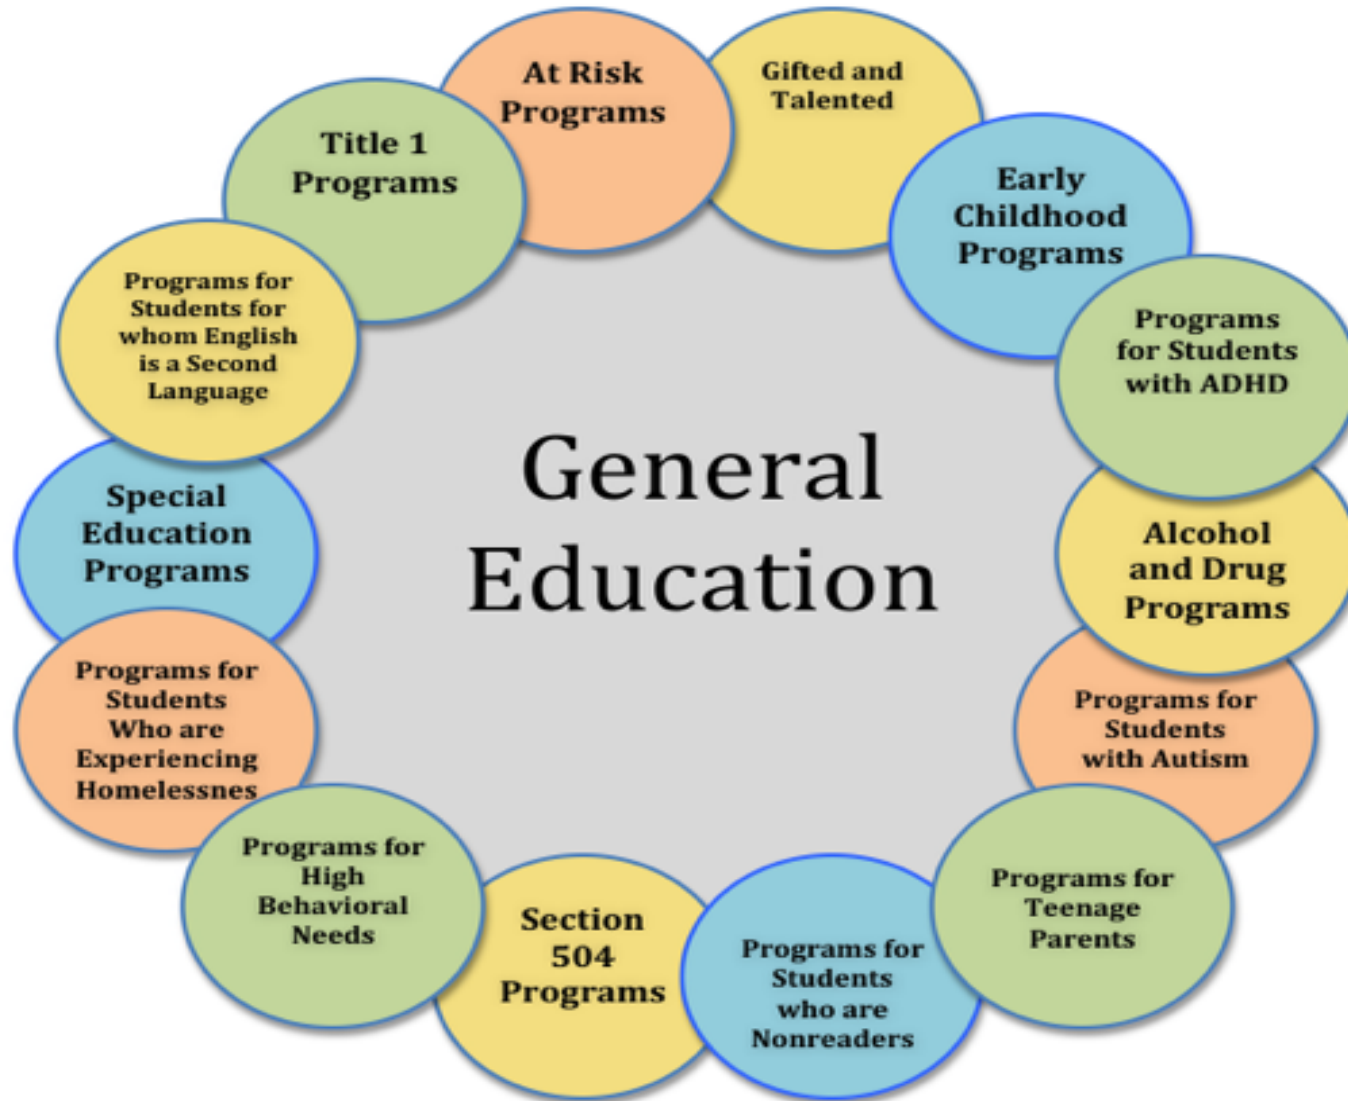 At Risk
Programs
Gifted and
Talented
Early
Childhood
Programs
Programs
for Students
with ADHD
Alcohol
and Drug
Programs
Programs for
Students
with Autism
Programs for
Teenage
Parents
Programs for
Students
who are
Nonreaders
Section
504
Programs
Programs for
High
Behavioral
Needs
Programs for
Students
Who are
Experiencing
Homelessnes
Special
Education
Programs
Programs for
Students for
whom English
is a Second
Language
Title 1
Programs
General
Education